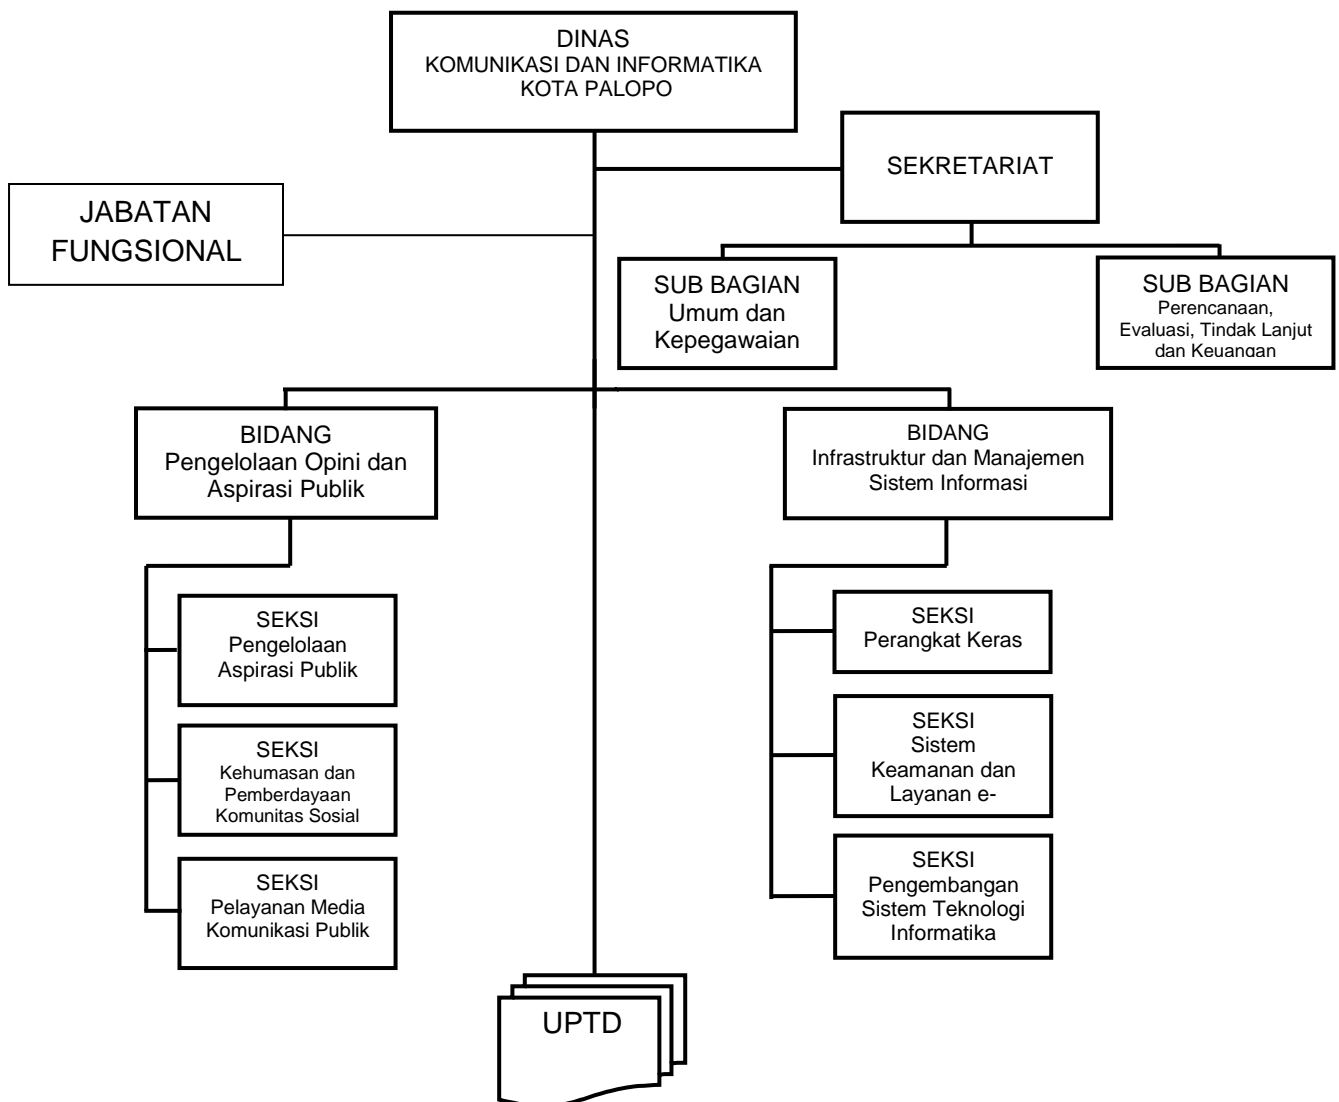 DINAS
KOMUNIKASI DAN INFORMATIKA
KOTA PALOPO
SEKRETARIAT
JABATAN
FUNGSIONAL
SUB BAGIAN
Umum dan
Kepegawaian
SUB BAGIAN
Perencanaan,
Evaluasi, Tindak Lanjut
dan Keuangan
BIDANG
Pengelolaan Opini dan
Aspirasi Publik
BIDANG
Infrastruktur dan Manajemen
Sistem Informasi
SEKSI
Pengelolaan
Aspirasi Publik
SEKSI
Kehumasan dan
Pemberdayaan
Komunitas Sosial
SEKSI
Pelayanan Media
Komunikasi Publik
SEKSI
Perangkat Keras
SEKSI
Sistem
Keamanan dan
Layanan e-
SEKSI
Pengembangan
Sistem Teknologi
Informatika
UPTD